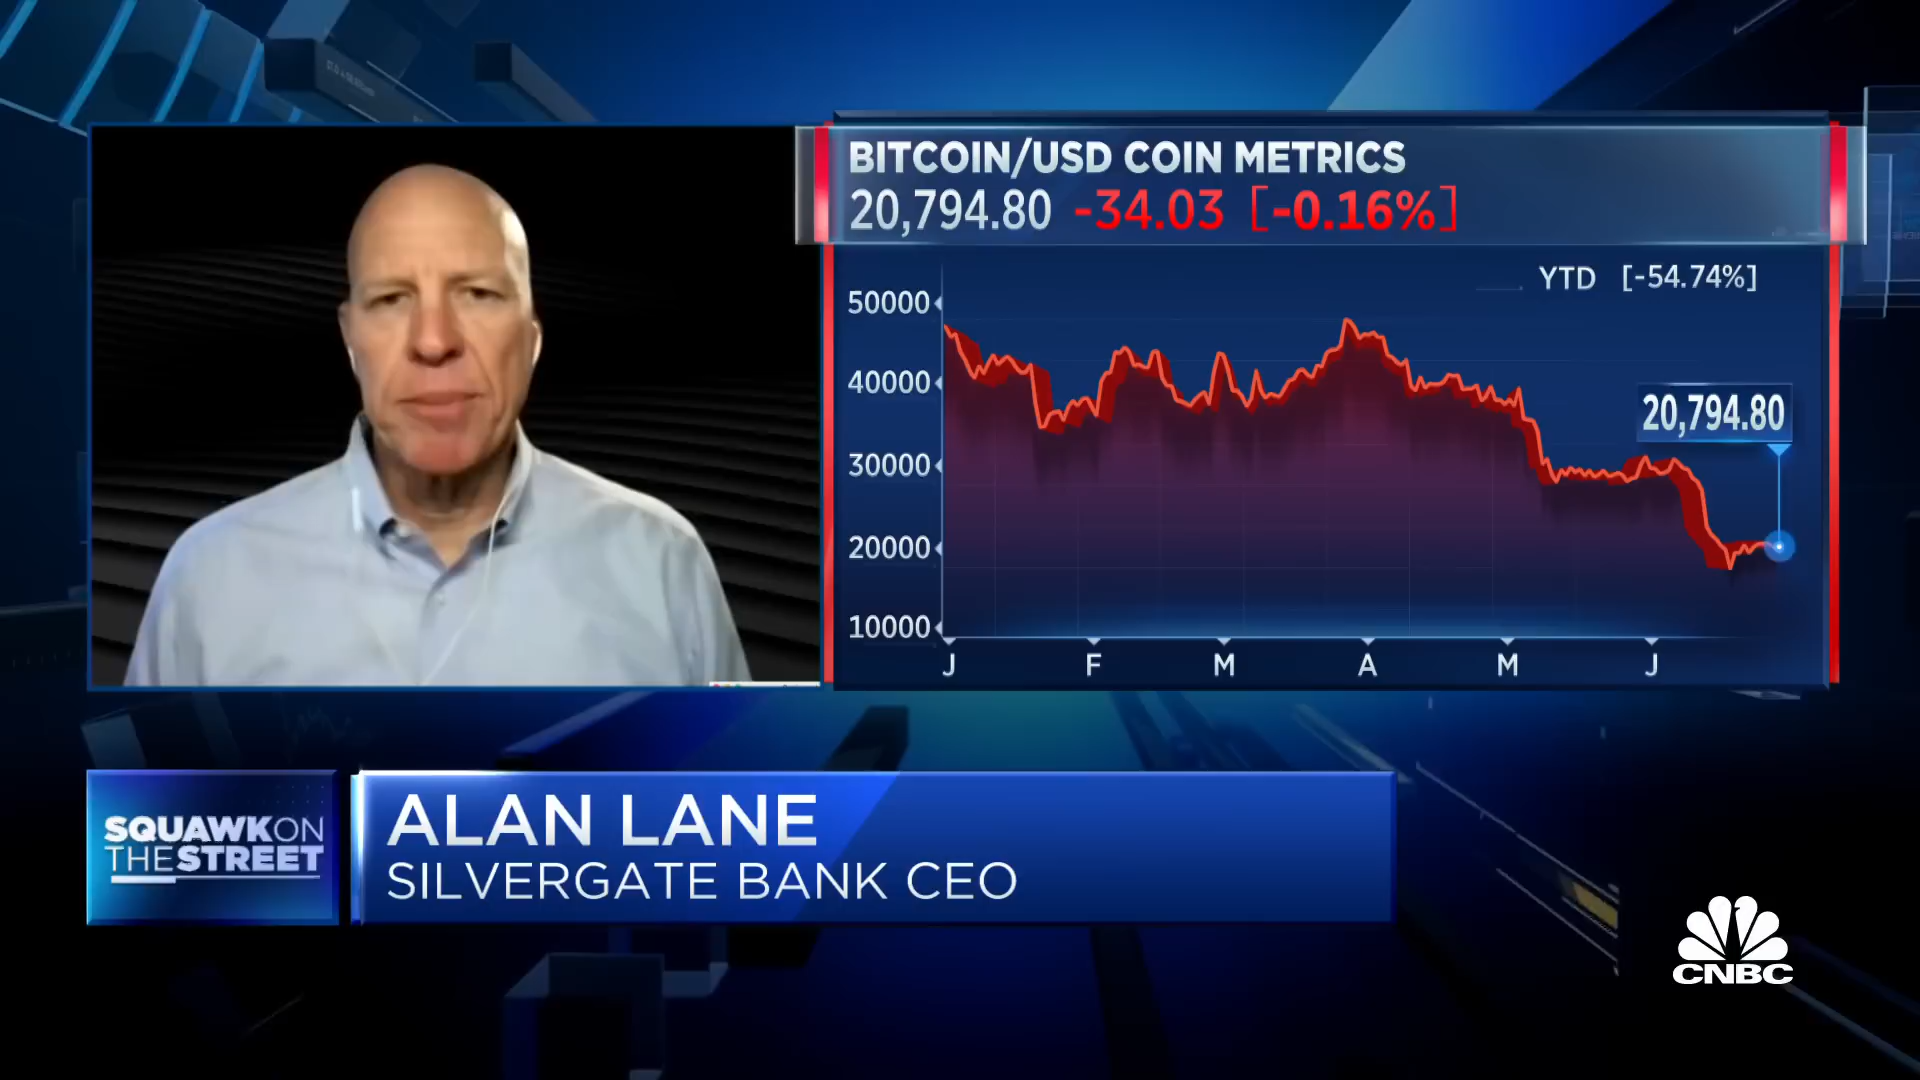 BITCOIN/USD COIN METRICS
20,794.80 -34.03 [-0.16%]
YTD [-54.74%]
50000
40000
30000
20000
10000
20,794.80
J F M A M J
SQUAWK ON
THE STREET
ALAN LANE
SILVERGATE BANK CEO
CNBC